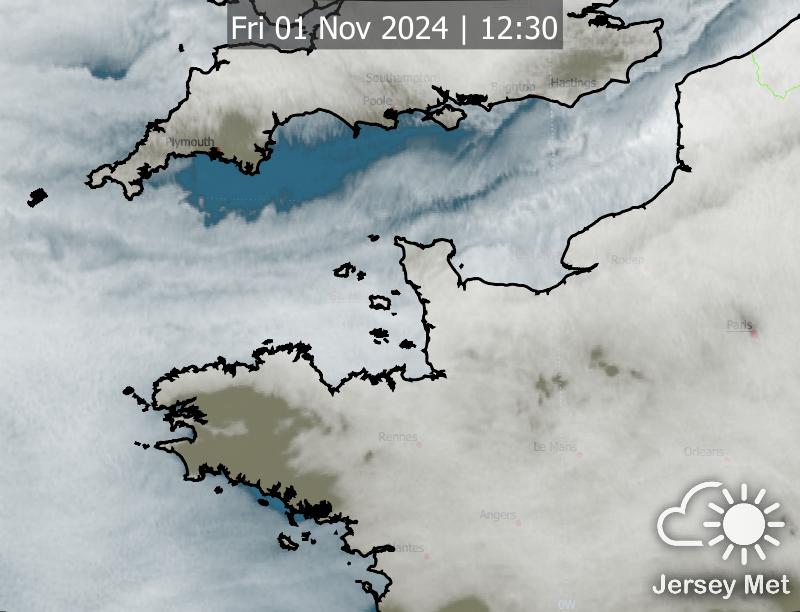 Fri 01 Nov 2024 | 12:30
Southampton
Brighton
Hastings
Poole
Plymouth
Rouen
Paris
Rennes
Le Mans
Orleans
Angers
Nantes
0W
Jersey Met